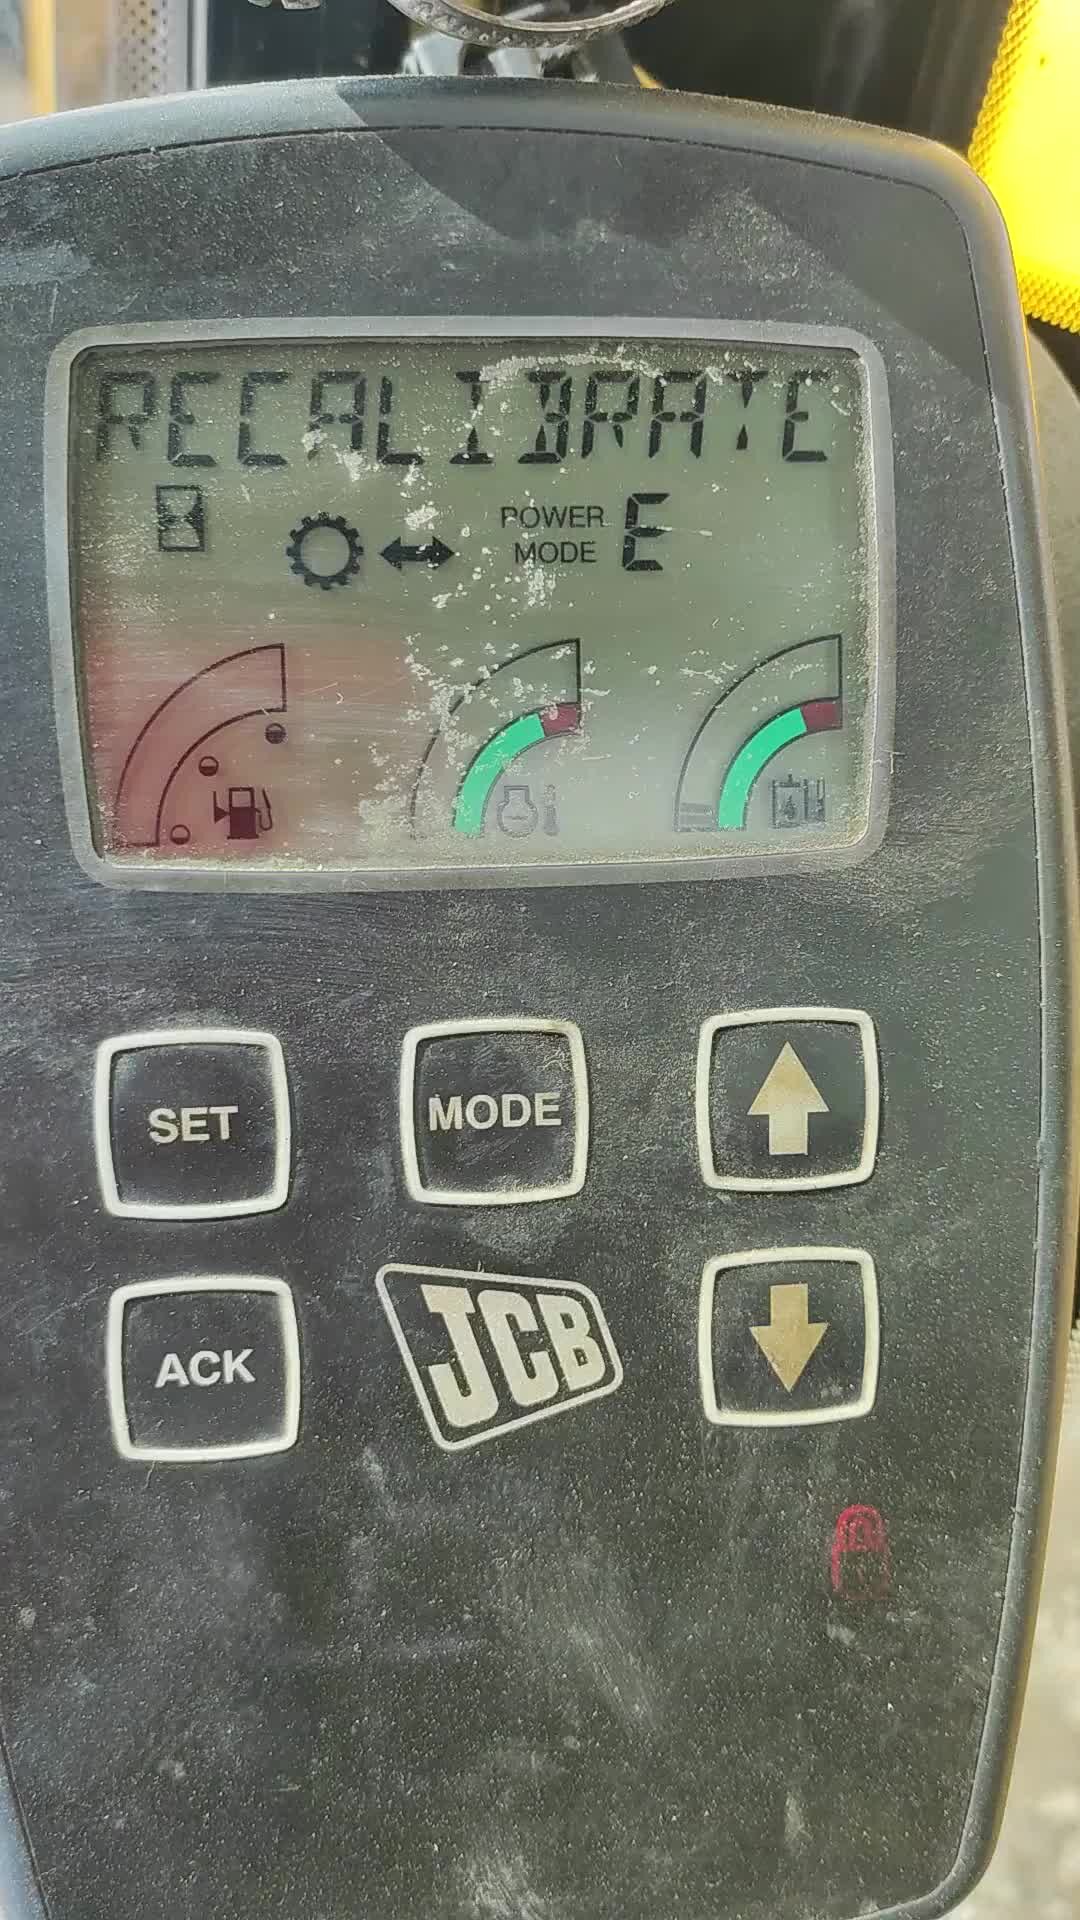 RECALIBRATE
POWER
MODE E
SET
MODE
ACK
JCB